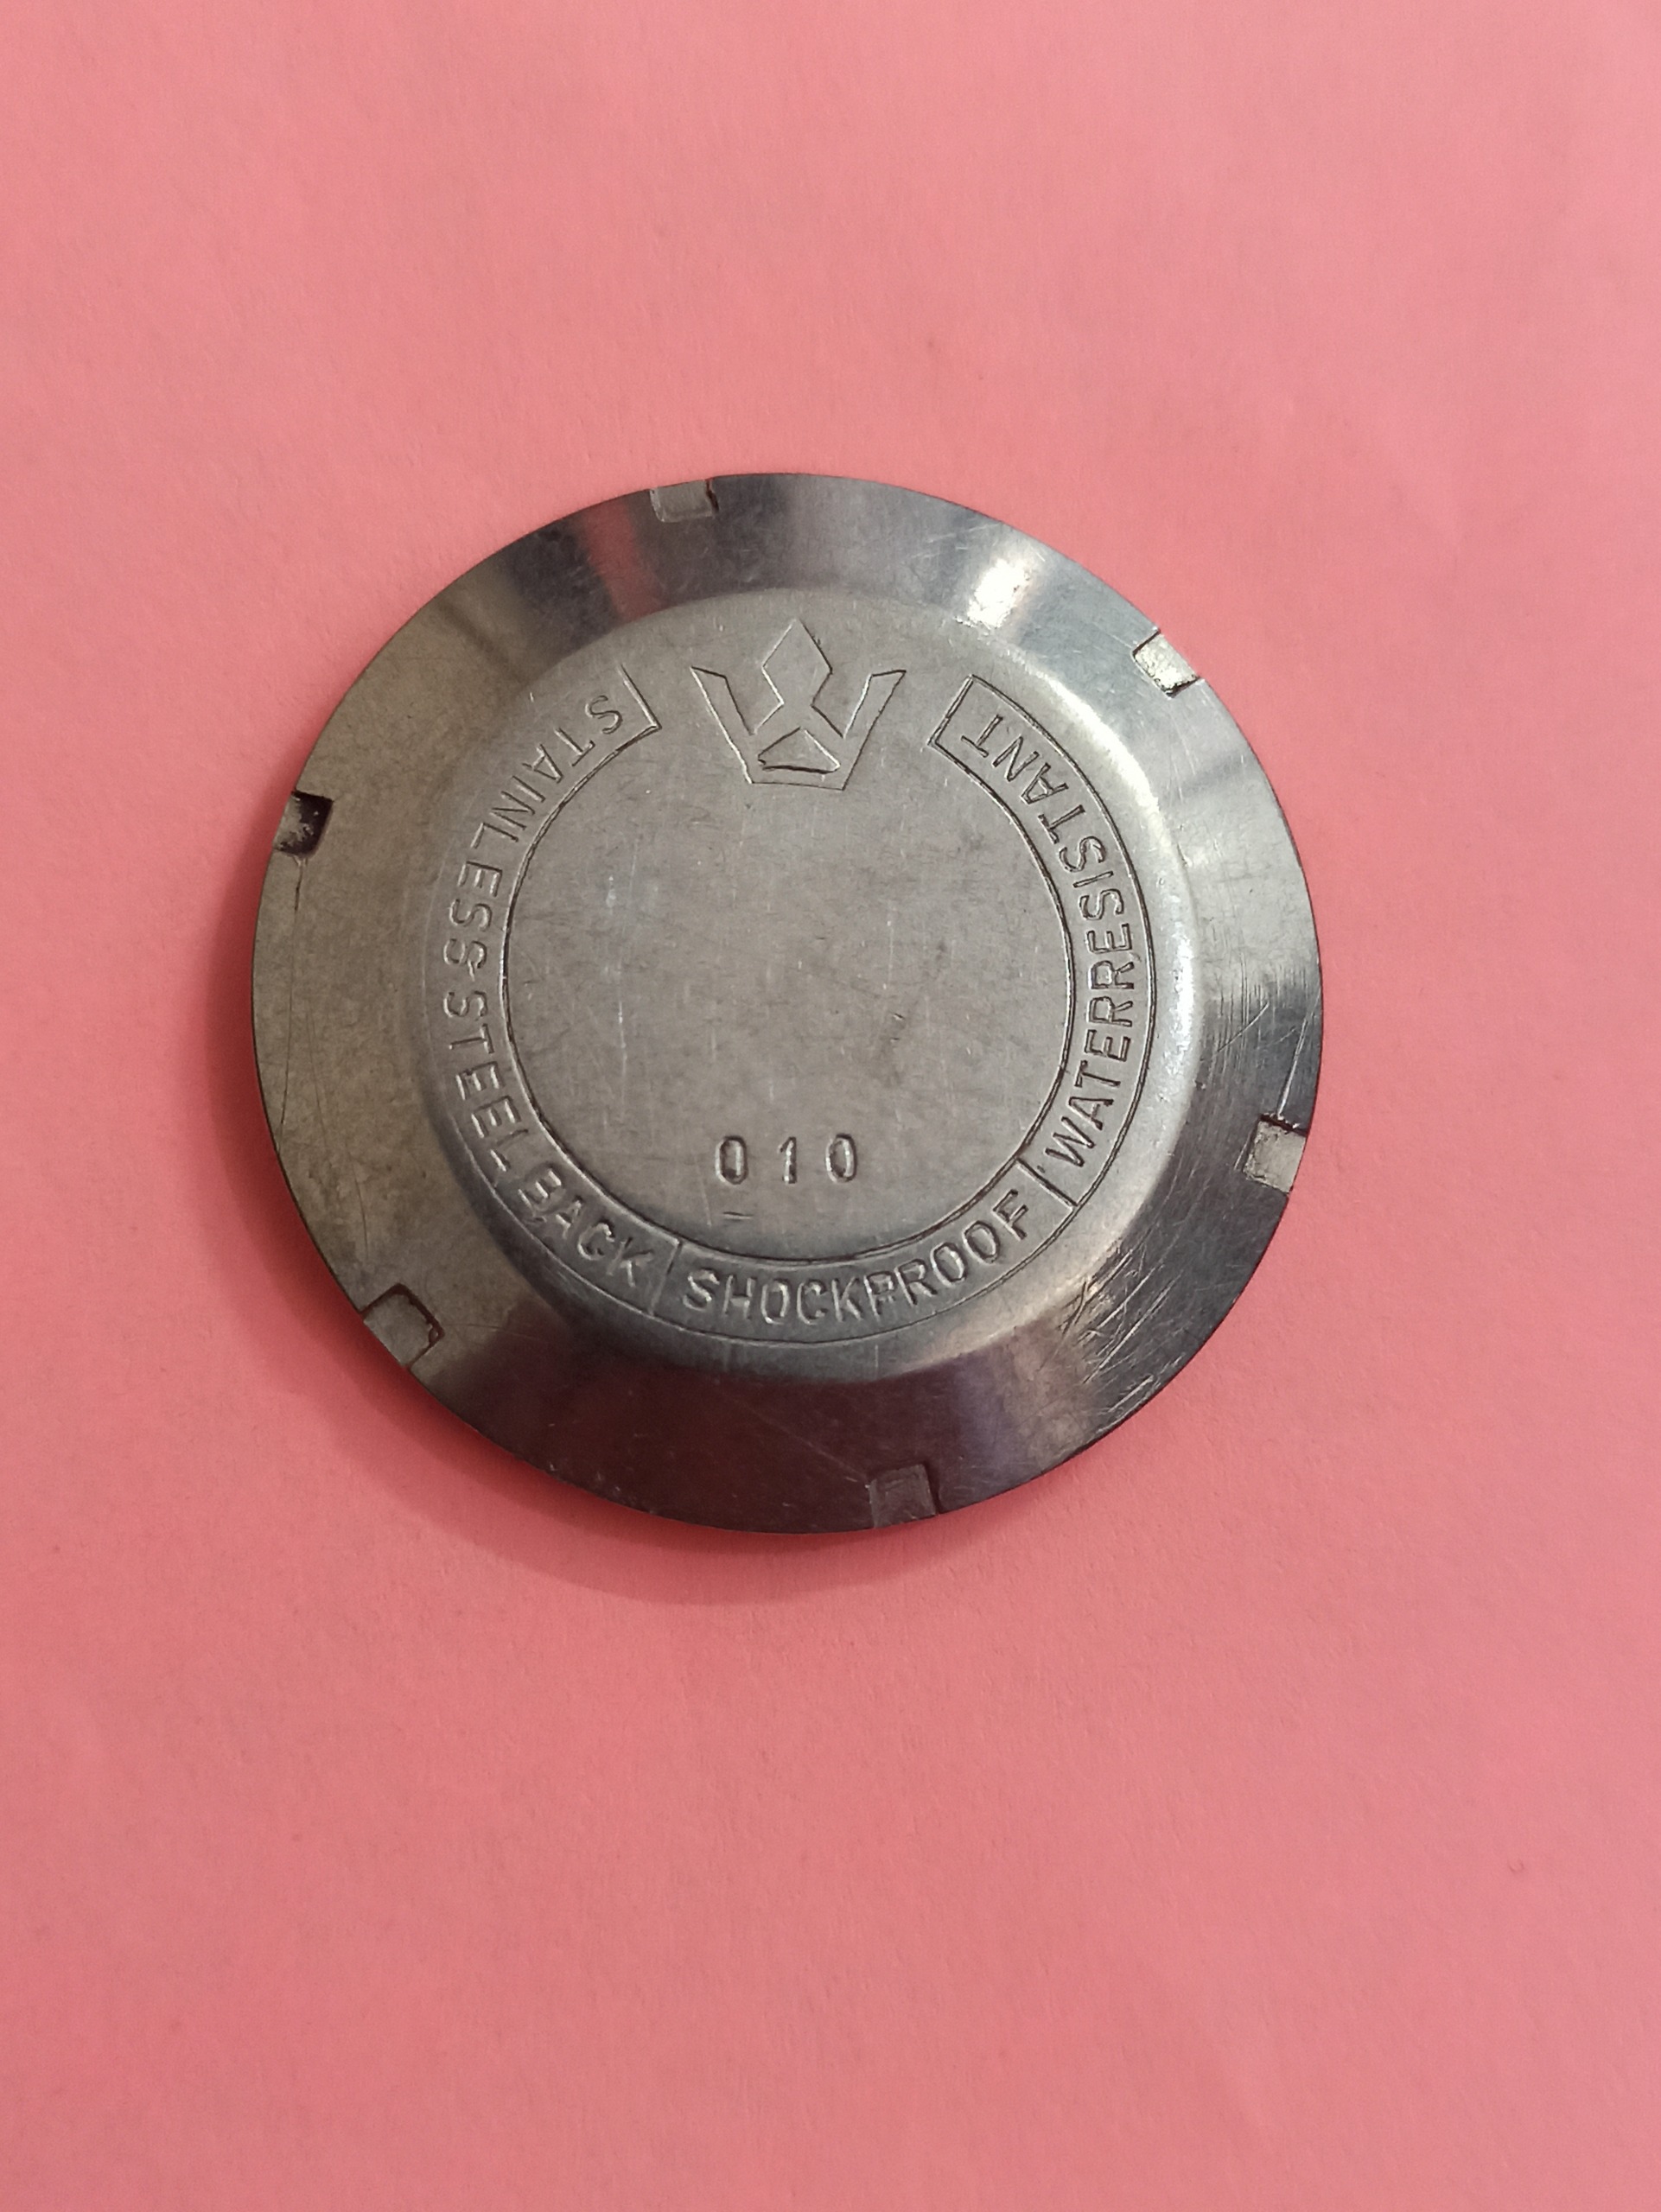 STAINLESS STEEL BACK
SHOCKPROOF
WATERRESISTANT
010